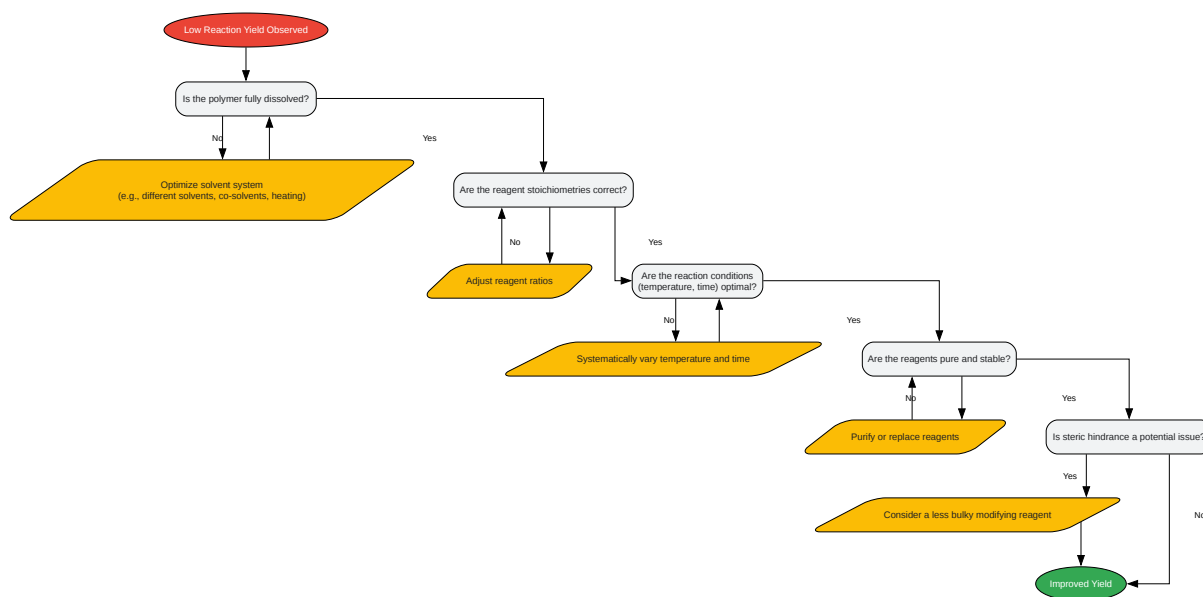 Low Reaction Yield Observed
Is the polymer fully dissolved?
No
Yes
Optimize solvent system
(e.g., different solvents, co-solvents, heating)
Are the reagent stoichiometries correct?
No
Yes
Adjust reagent ratios
Are the reaction conditions
(temperature, time) optimal?
No
Yes
Systematically vary temperature and time
Are the reagents pure and stable?
No
Yes
Purify or replace reagents
Is steric hindrance a potential issue?
Yes
No
Consider a less bulky modifying reagent
Improved Yield